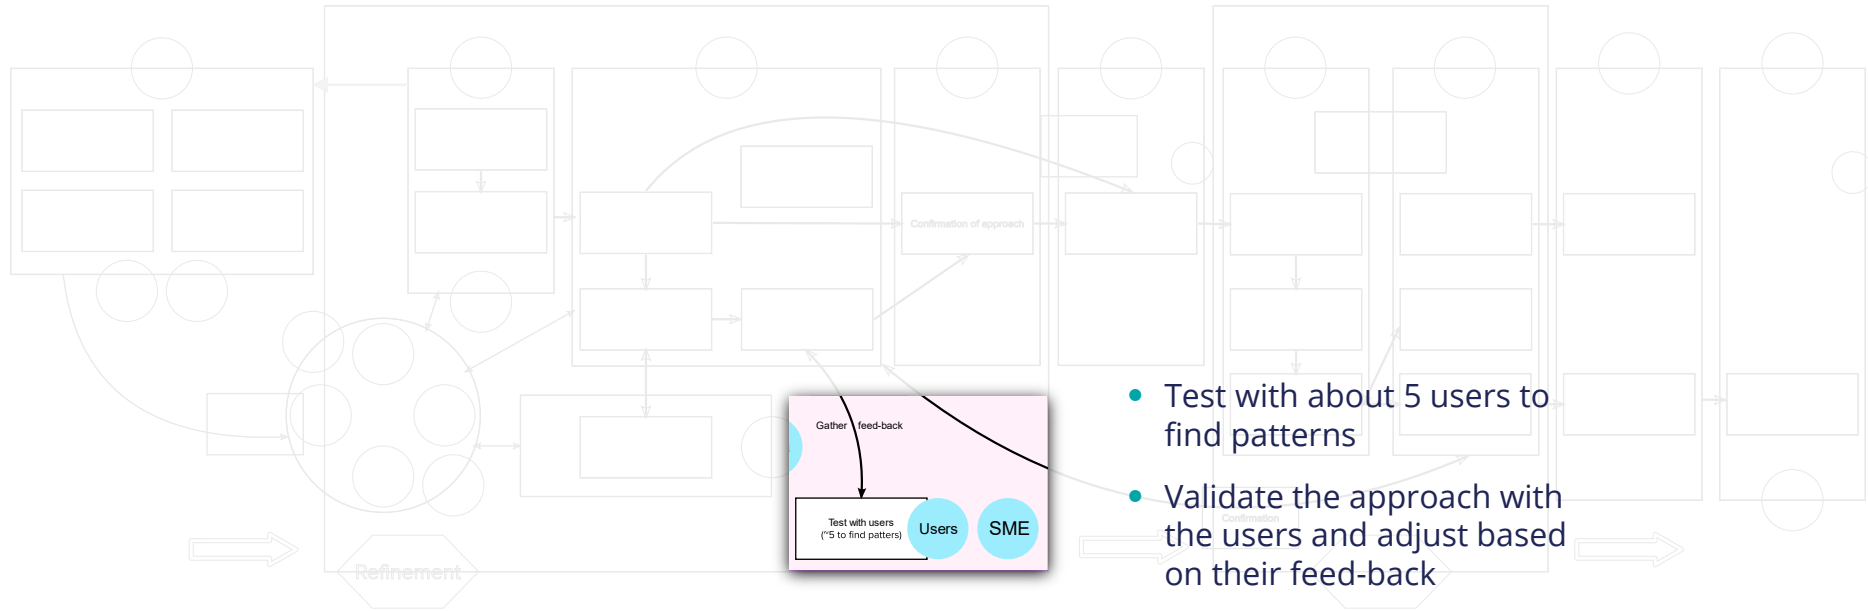 Confirmation of approach
Gather feed-back
Test with users
(~5 to find patters)
Users
SME
• Test with about 5 users to
find patterns
• Validate the approach with
the users and adjust based
on their feed-back
Confirmation
Refinement